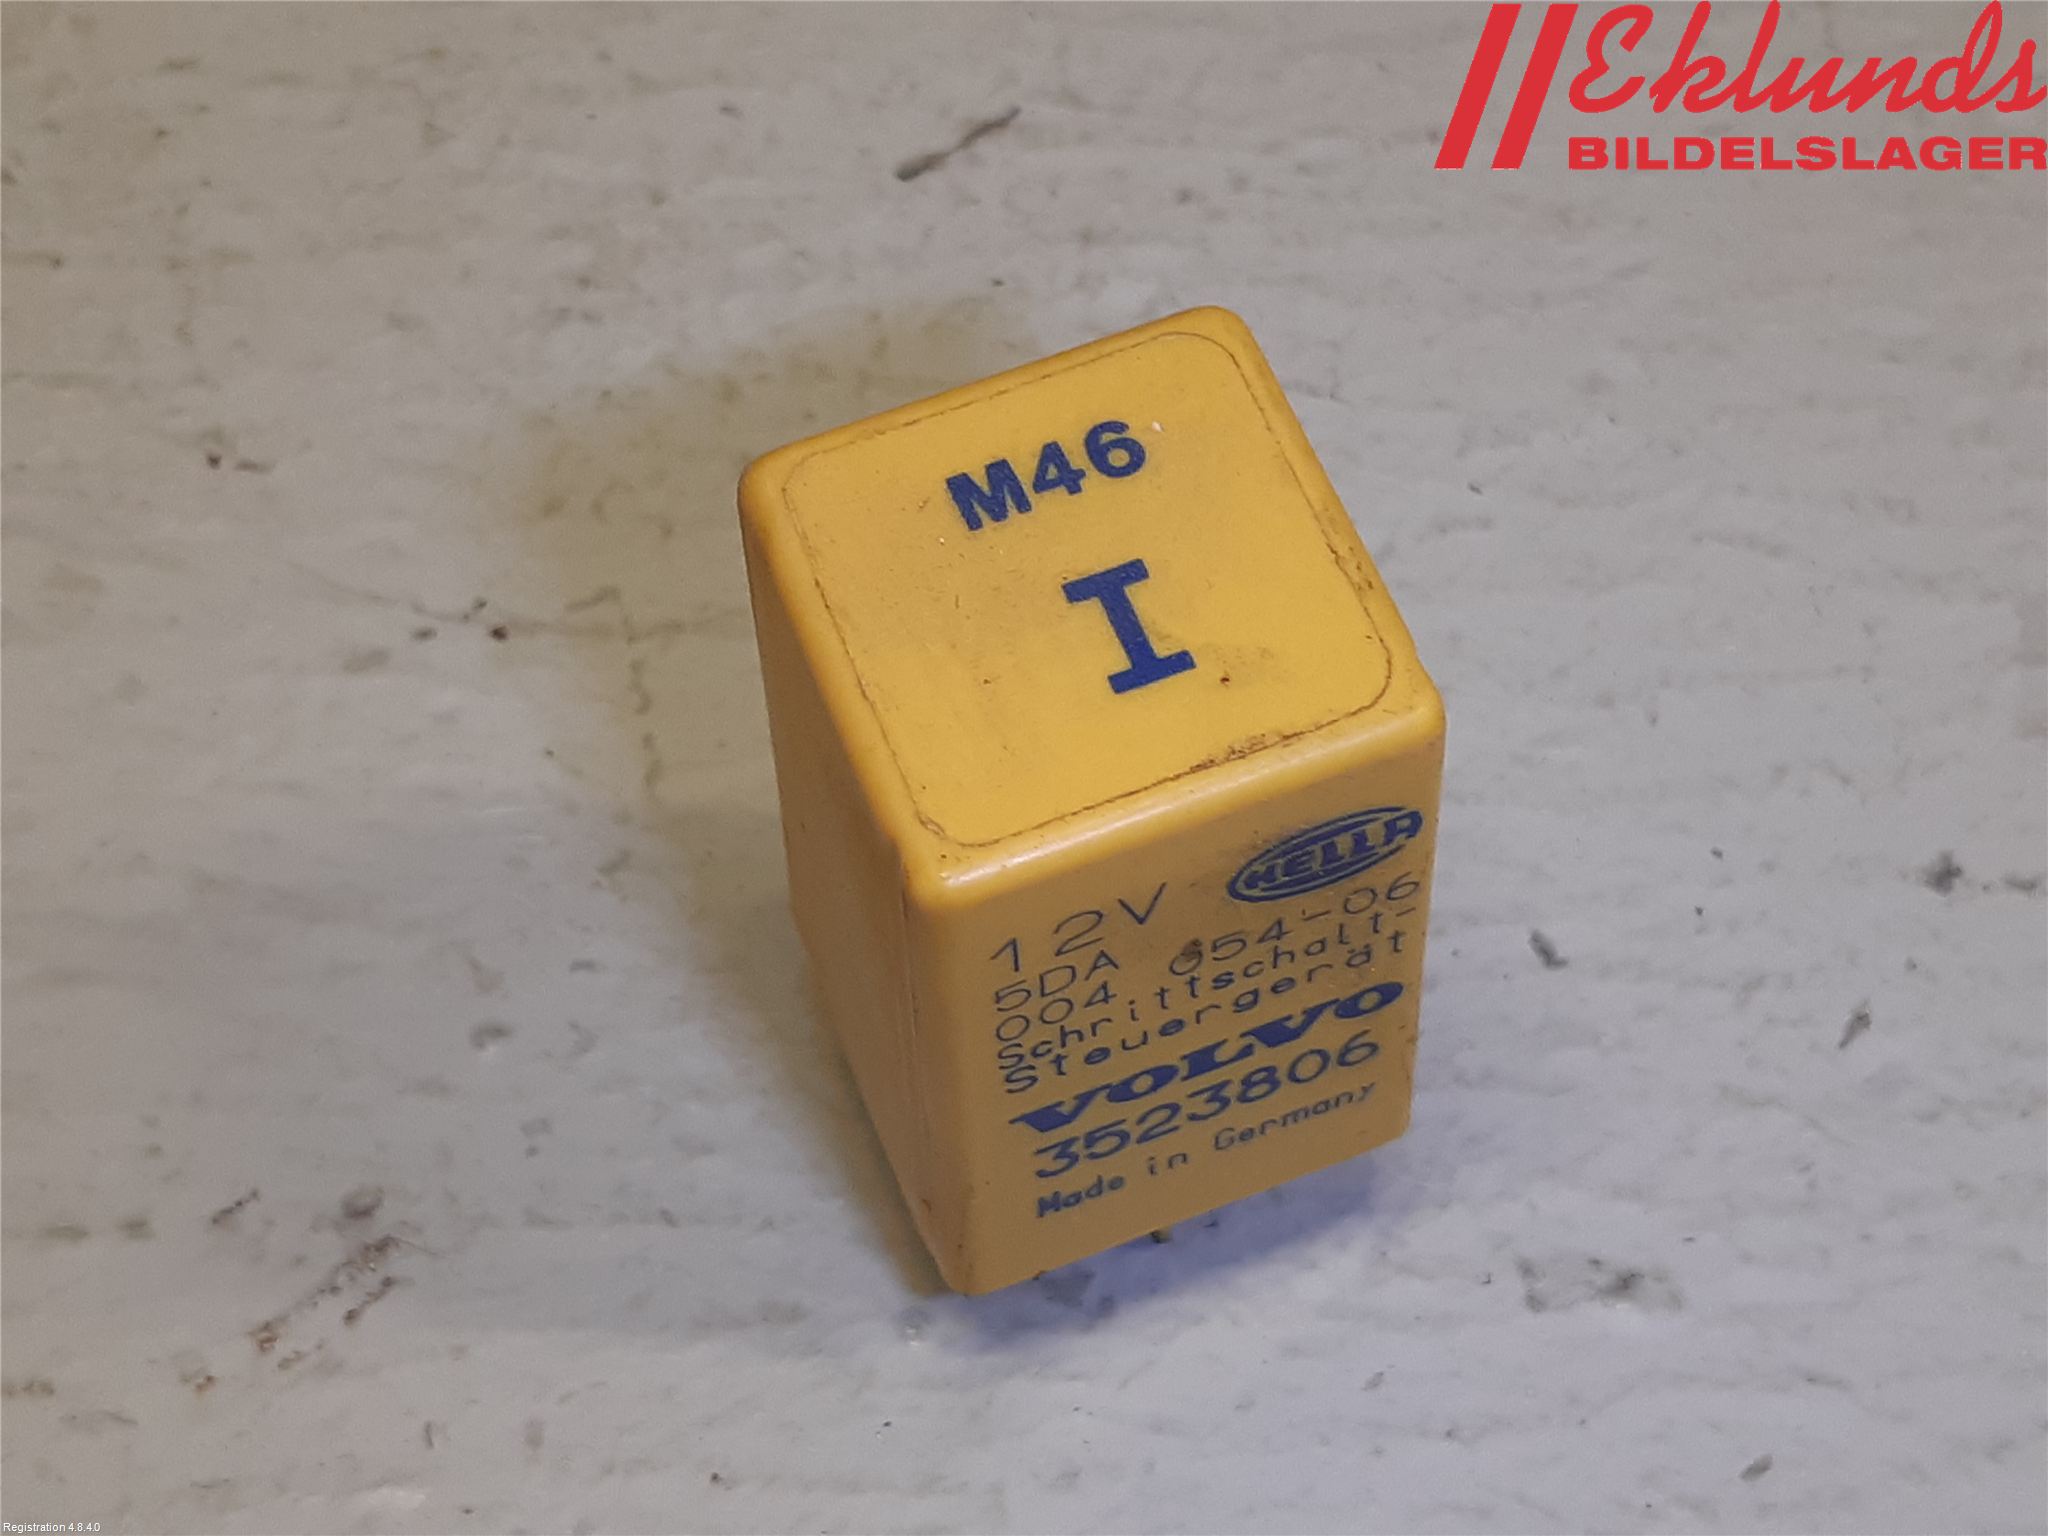 Eklunds
BILDELSLAGER
M46
I
HELLA
12V
5DA
004 654-06
Schrittschalt-
Steuergerät
VOLVO
3523806
Made in Germany
Registration 4.8.4.0